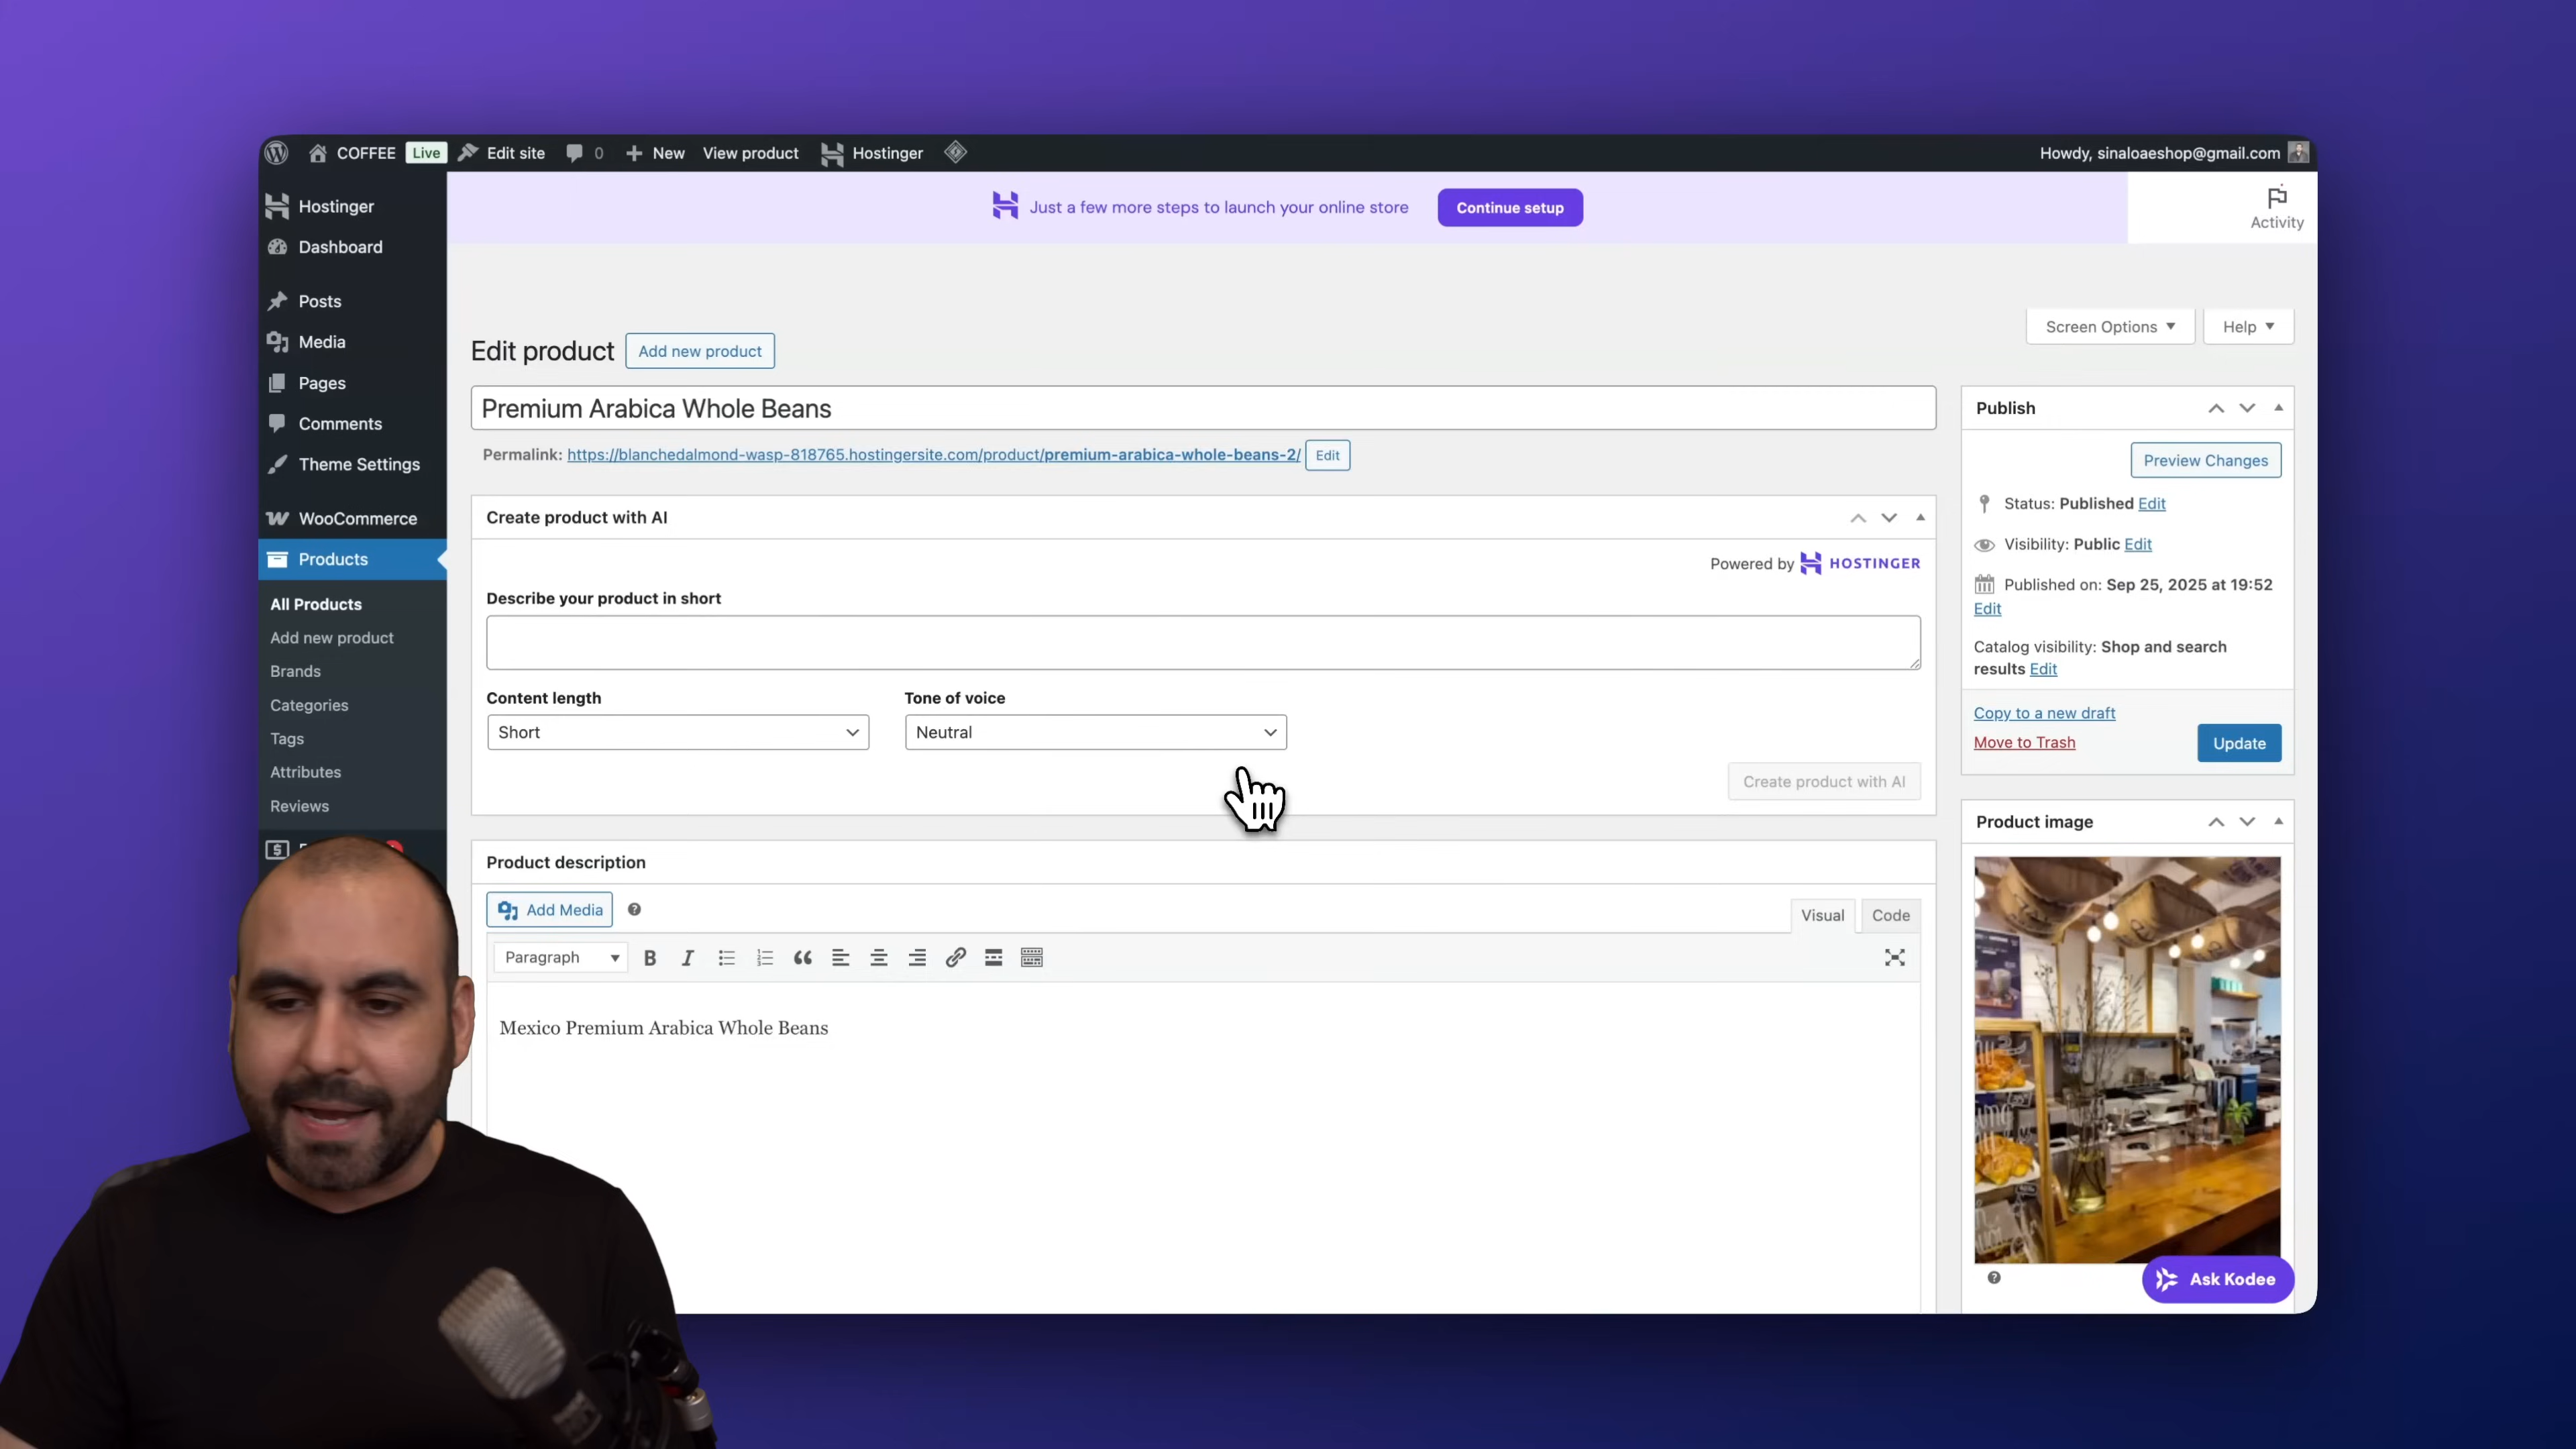 COFFEE Live Edit site 0 New View product Hostinger Howdy, sinaloaeshop@gmail.com
Just a few more steps to launch your online store Continue setup
Activity
Hostinger
Dashboard
Posts
Media
Pages
Comments
Theme Settings
WooCommerce
Products
All Products
Add new product
Brands
Categories
Tags
Attributes
Reviews
Screen Options Help
Edit product Add new product
Premium Arabica Whole Beans
Permalink: https://blanchedalmond-wasp-818765.hostingersite.com/product/premium-arabica-whole-beans-2/ Edit
Create product with AI
Powered by HOSTINGER
Describe your product in short
Content length Tone of voice
Short Neutral
Create product with AI
Product description
Add Media Visual Code
Paragraph B I
Mexico Premium Arabica Whole Beans
Publish
Preview Changes
Status: Published Edit
Visibility: Public Edit
Published on: Sep 25, 2025 at 19:52
Edit
Catalog visibility: Shop and search
results Edit
Copy to a new draft
Move to Trash Update
Product image
Ask Kodee